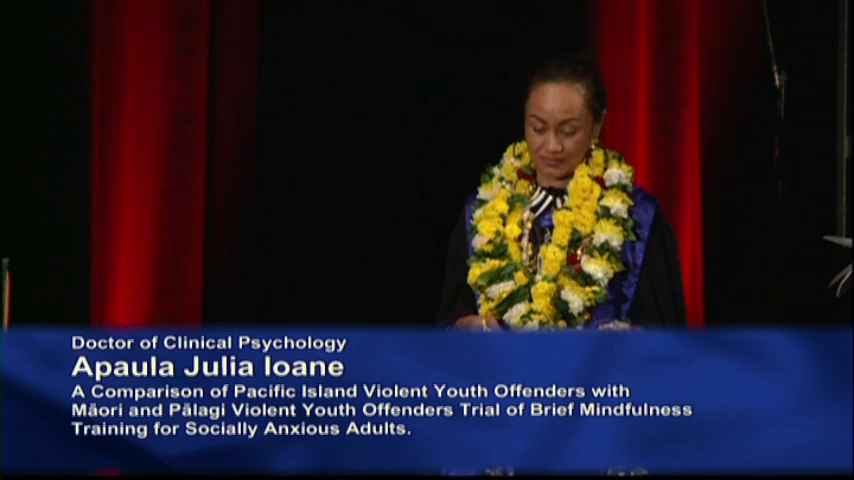 Doctor of Clinical Psychology
Apaula Julia Ioane
A Comparison of Pacific Island Violent Youth Offenders with
Māori and Pālagi Violent Youth Offenders Trial of Brief Mindfulness
Training for Socially Anxious Adults.